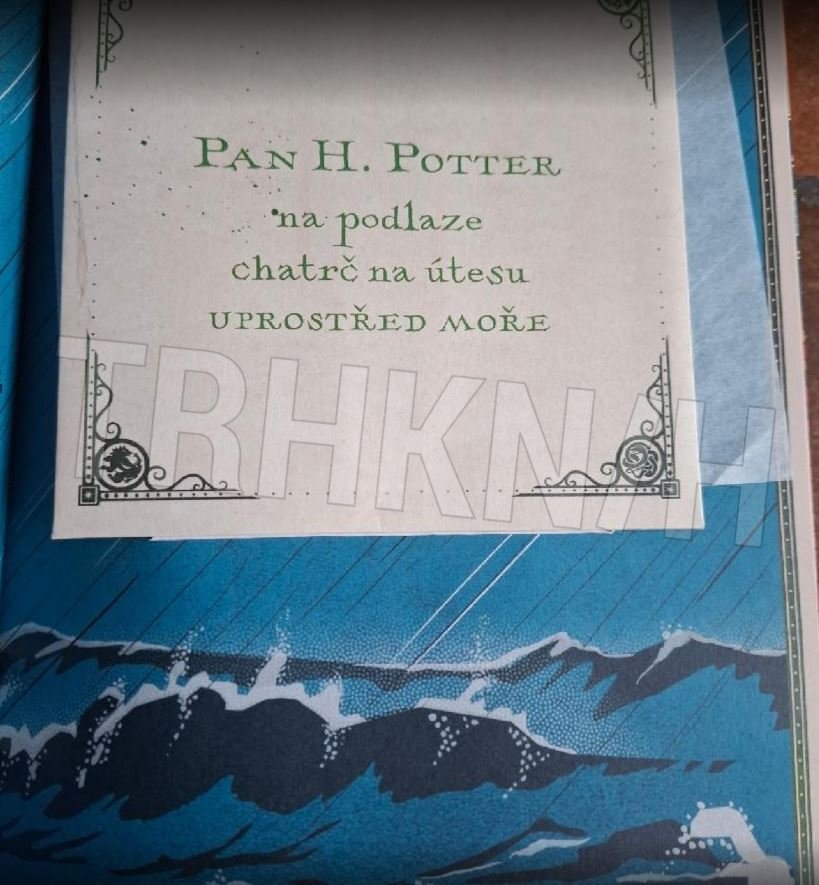 Pan H. Potter
na podlaze
chatrč na útesu
uprostřed moře
TRHKNIH